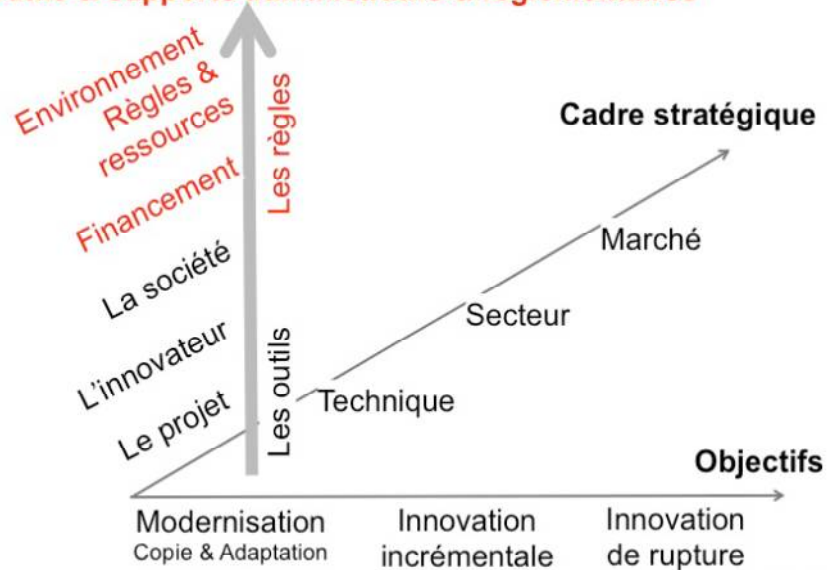 Environnement
Règles &
ressources
Financement
La société
L'innovateur
Le projet
Les règles
Les outils
Cadre stratégique
Marché
Secteur
Technique
Objectifs
Modernisation
Copie & Adaptation
Innovation
incrémentale
Innovation
de rupture